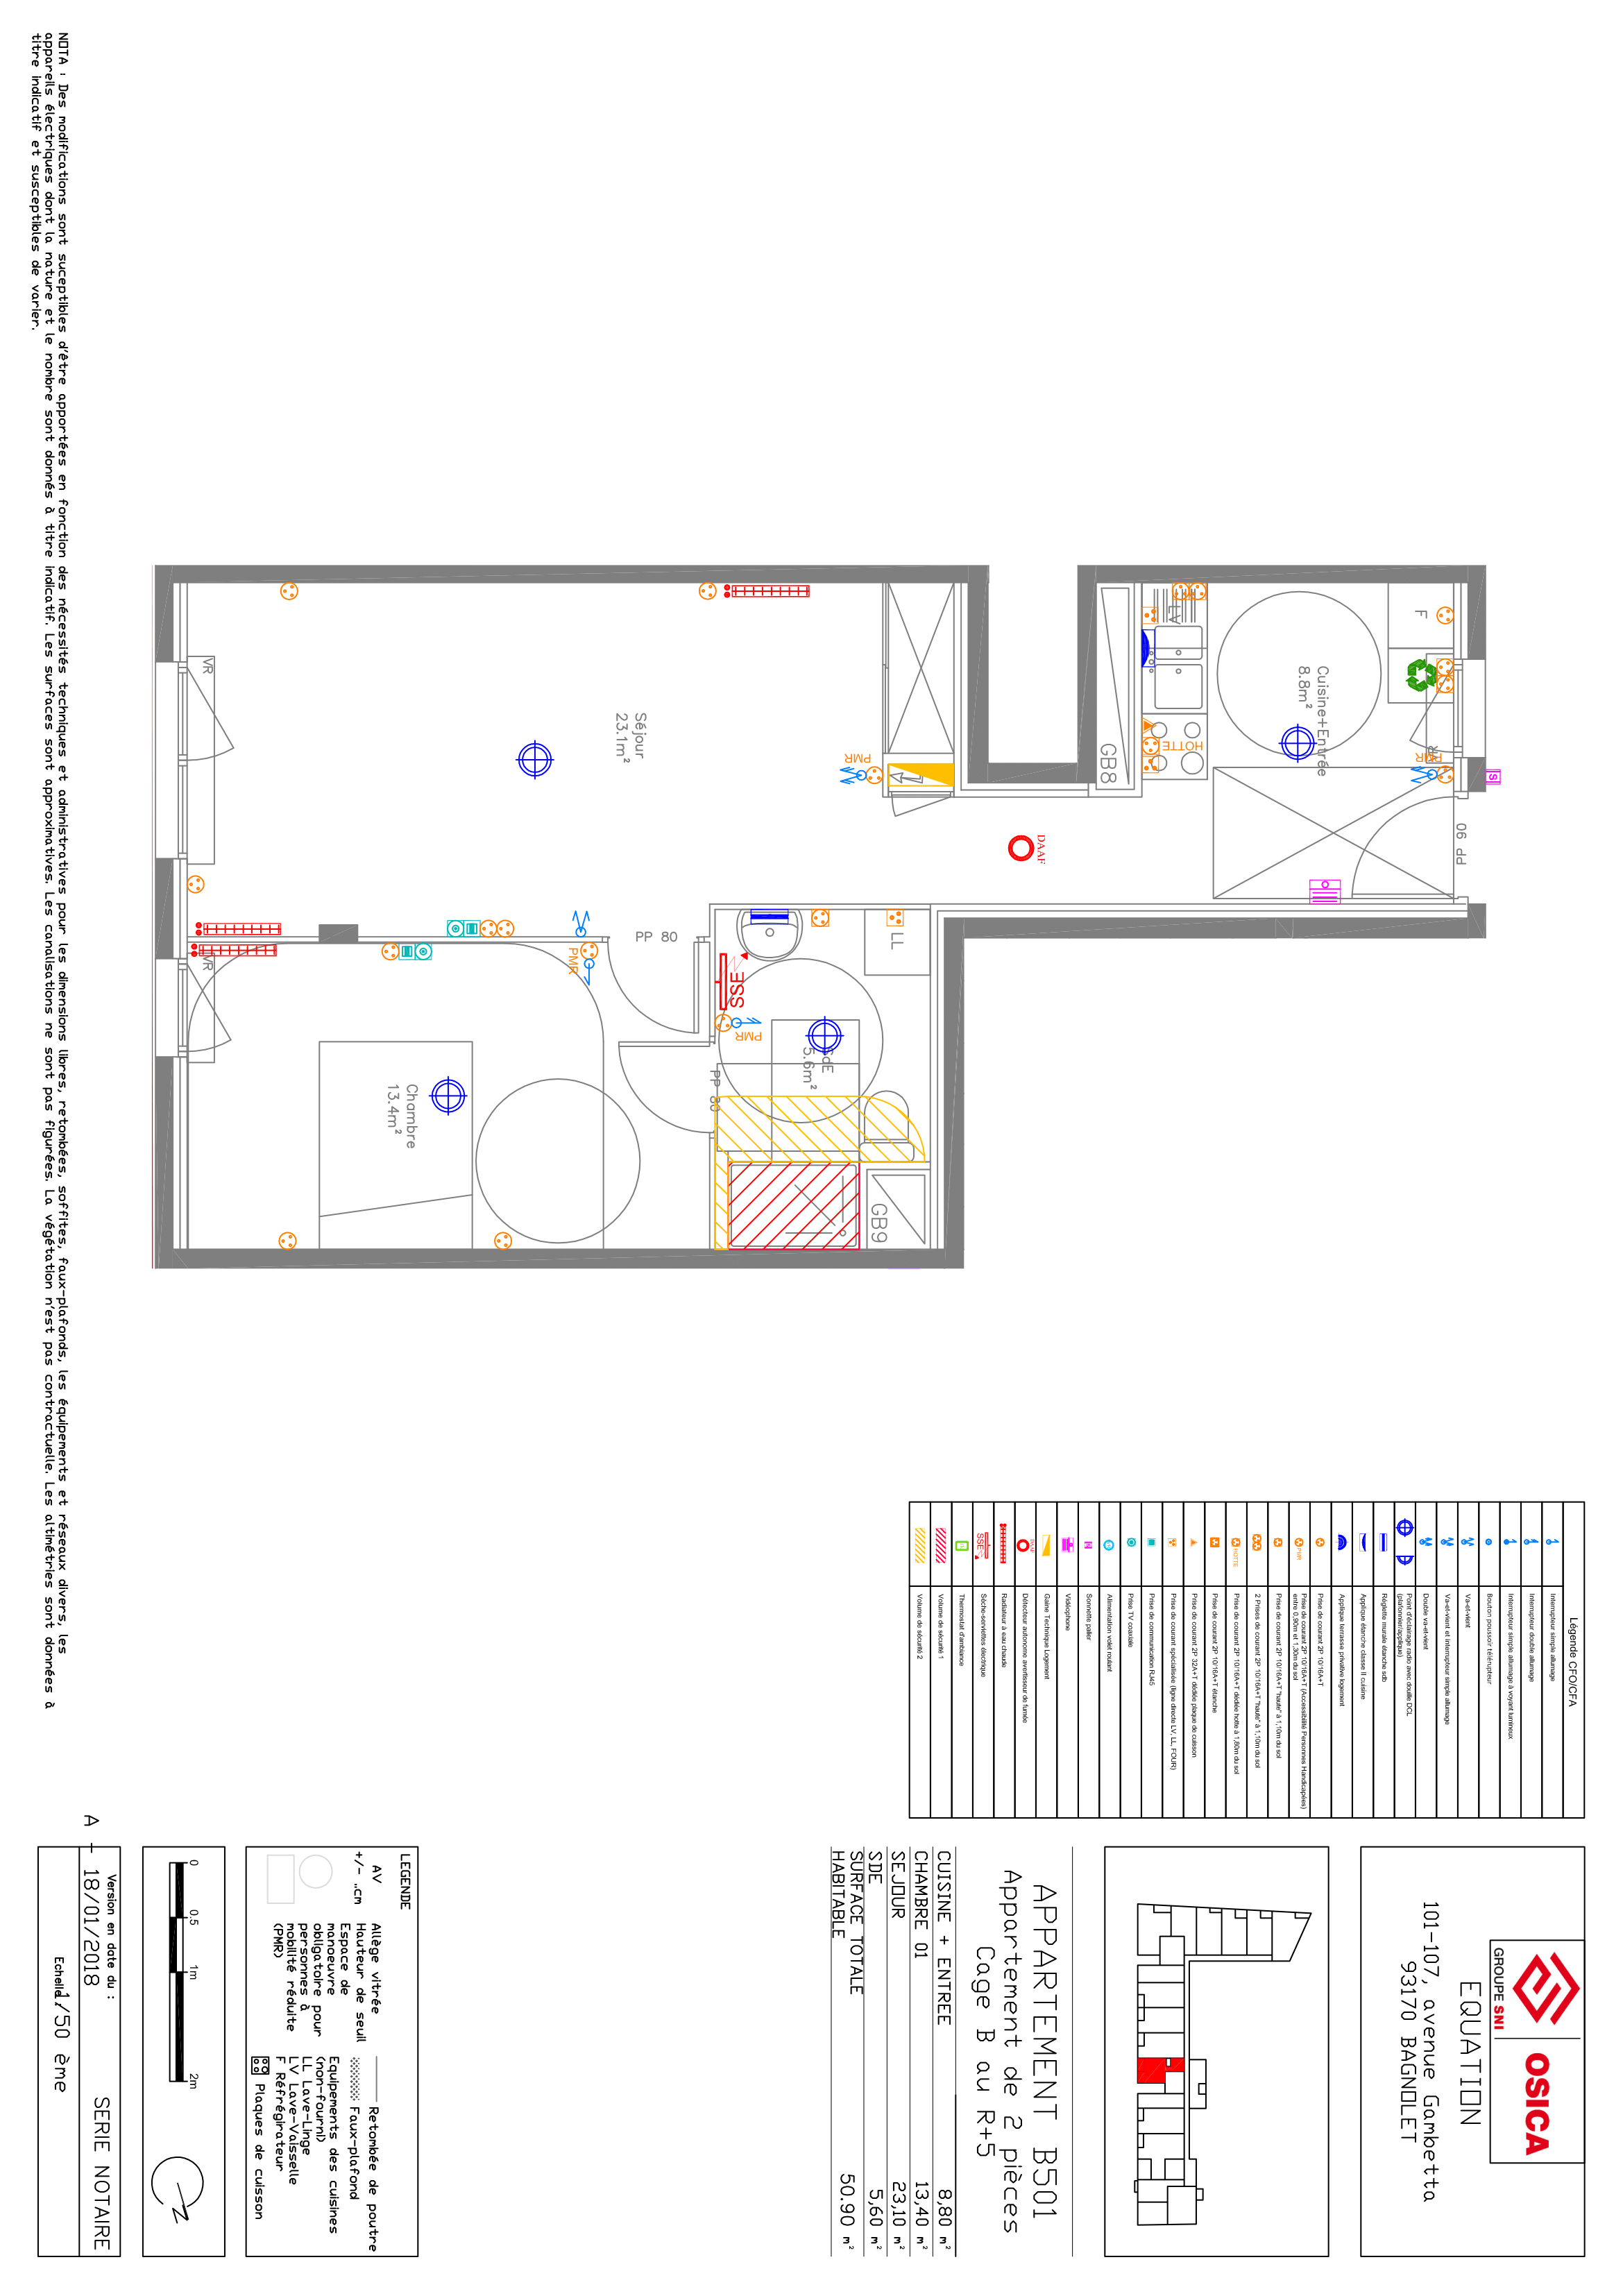 GROUPE SNI
OSICA
EQUATION
101-107, avenue Gambetta
93170 BAGNOLET
APPARTEMENT B501
Appartement de 2 pièces
Cage B au R+5
CUISINE + ENTREE 8,80 m²
CHAMBRE 01 13,40 m²
SEJOUR 23,10 m²
SDE 5,60 m²
SURFACE TOTALE
HABITABLE 50.90 m²
LEGENDE
AV Allège vitrée
+/- ..cm Hauteur de seuil
Espace de
manoeuvre
obligatoire pour
personnes à
mobilité réduite
(PMR)
Retombée de poutre
Faux-plafond
Equipements des cuisines
(non-fourni)
LL Lave-Linge
LV Lave-Vaisselle
F Réfrigérateur
Plaques de cuisson
0 0.5 1m 2m
N
Version en date du :
A - 18/01/2018
SERIE NOTAIRE
Echelle 1/50 ème
Légende CFO/CFA
Interrupteur simple allumage
Interrupteur double allumage
Interrupteur simple allumage à voyant lumineux
Bouton poussoir télérupteur
Va-et-vient
Va-et-vient et interrupteur simple allumage
Double va-et-vient
Point d'éclairage radio avec douille DCL
(plafonnier/applique)
Réglette murale étanche sdb
Applique étanche classe II cuisine
Applique terrasse privative logement
Prise de courant 2P 10/16A+T
PMR
Prise de courant 2P 10/16A+T (Accessibilité Personnes Handicapées)
entre 0,90m et 1,30m du sol
Prise de courant 2P 10/16A+T "haute" à 1,10m du sol
2 Prises de courant 2P 10/16A+T "haute" à 1,10m du sol
HOTTE
Prise de courant 2P 10/16A+T dédiée hotte à 1,80m du sol
Prise de courant 2P 10/16A+T étanche
Prise de courant 2P 32A+T dédiée plaque de cuisson
Prise de courant spécialisée (ligne directe LV, LL, FOUR)
Prise de communication RJ45
Prise TV coaxiale
Alimentation volet roulant
Sonnette palier
Vidéophone
Gaine Technique Logement
DAAF
Détecteur autonome avertisseur de fumée
Radiateur à eau chaude
SSE
Sèche-serviettes électrique
Thermostat d'ambiance
Volume de sécurité 1
Volume de sécurité 2
Cuisine+Entrée
8.8m²
F
LV
HOTTE
GB8
PMR
VR
S
PP 90
DAAF
Séjour
23.1m²
VR
PMR
PP 80
PMR
LL
SSE
PMR
SdE
5.6m²
PP 80
GB9
Chambre
13.4m²
VR
NOTA : Des modifications sont suceptibles d'être apportées en fonction des nécessités techniques et administratives pour les dimensions libres, retombées, soffites, faux-plafonds, les équipements et réseaux divers, les
appareils électriques dont la nature et le nombre sont donnés à titre indicatif. Les surfaces sont approximatives. Les canalisations ne sont pas figurées. La végétation n'est pas contractuelle. Les altimétries sont données à
titre indicatif et susceptibles de varier.